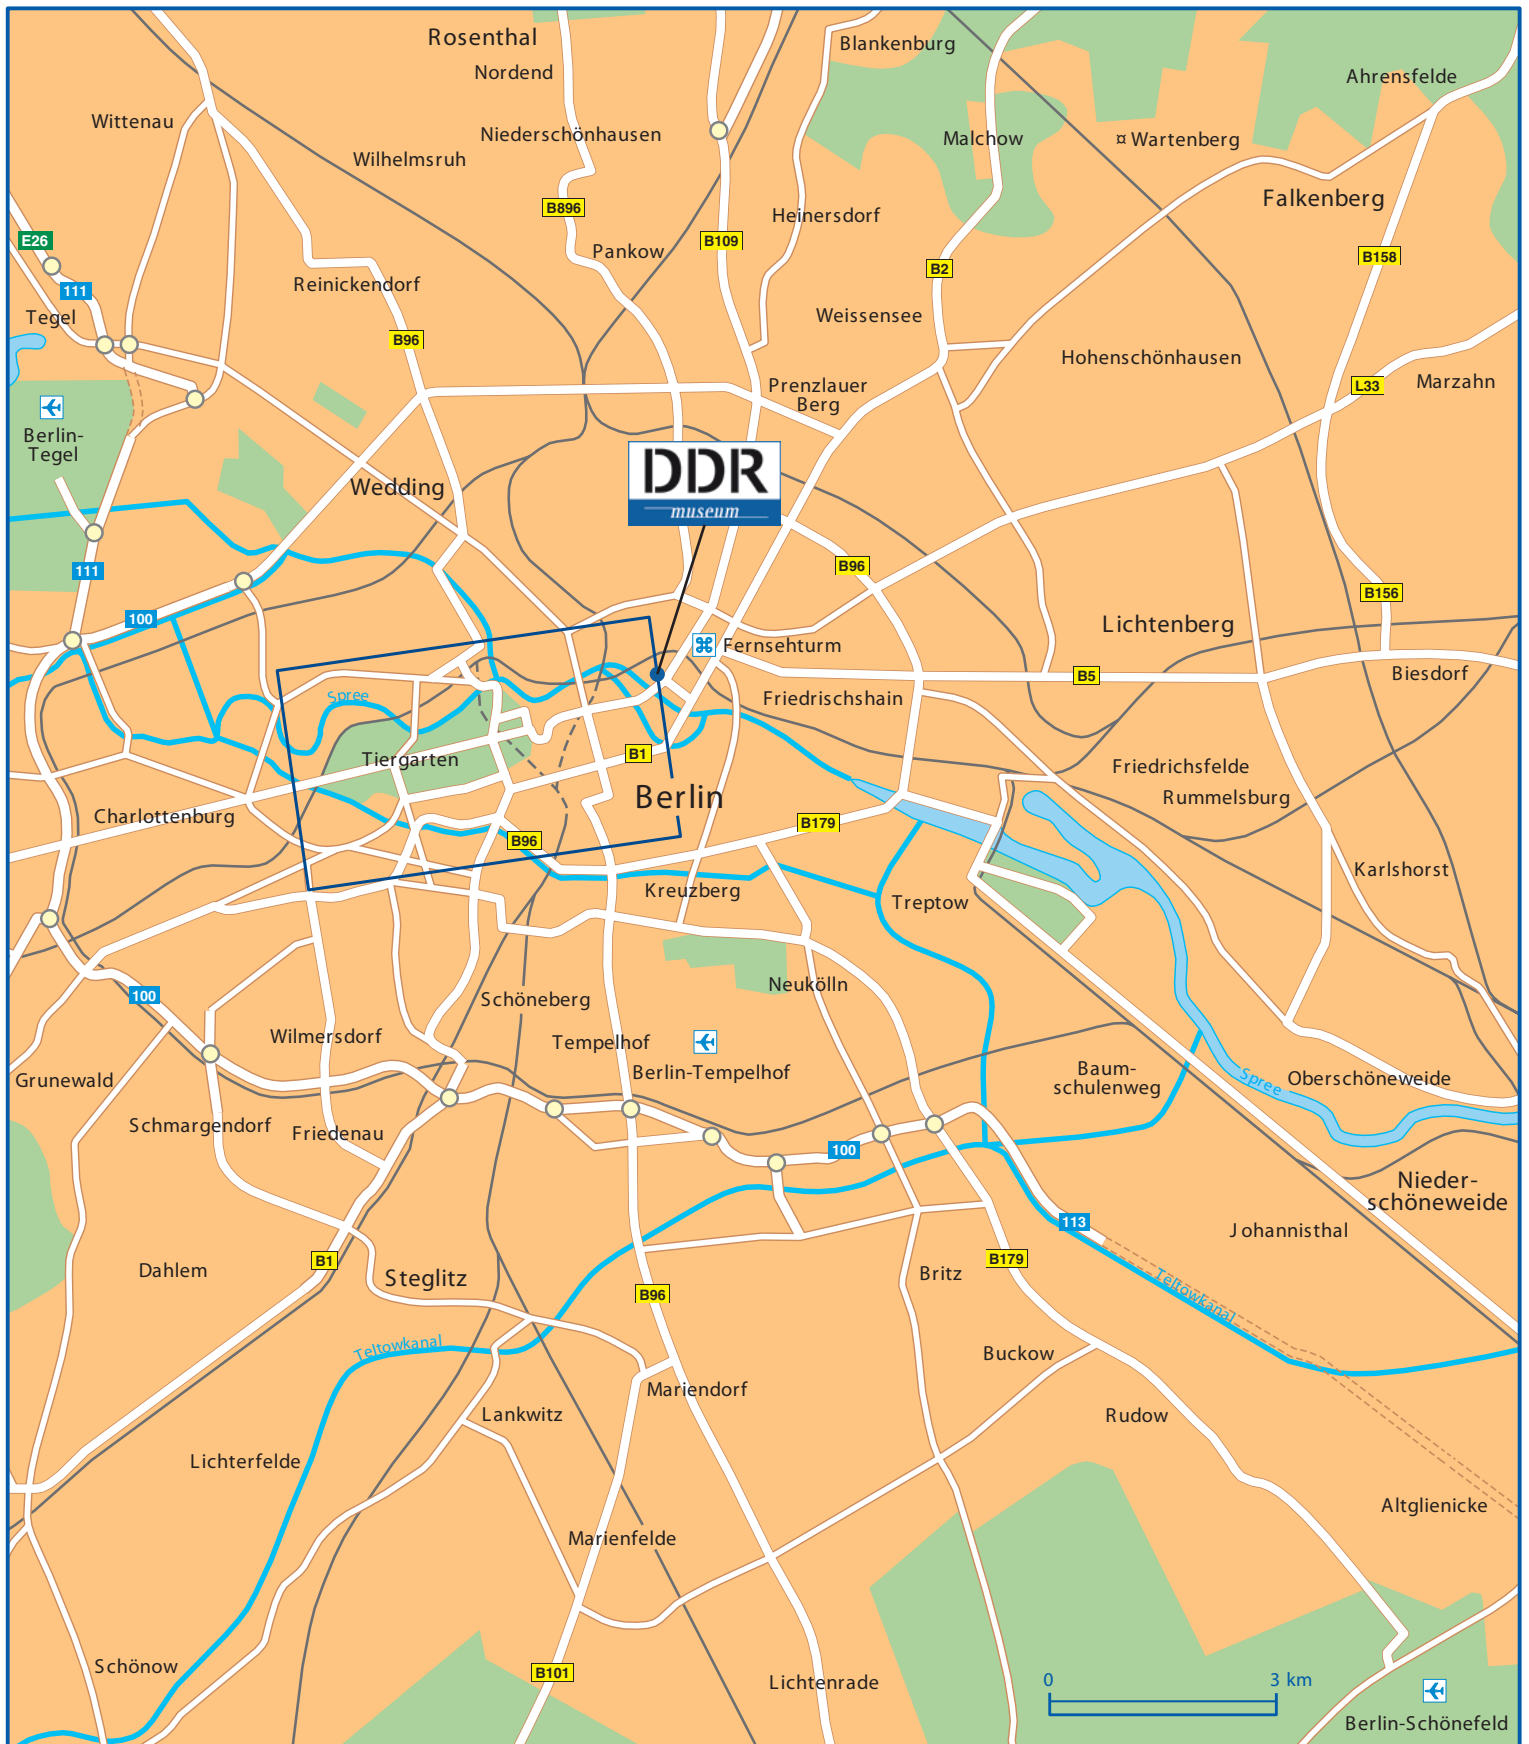 Rosenthal
Blankenburg
Nordend
Ahrensfelde
Wittenau
Niederschönhausen
Malchow
¤ Wartenberg
Wilhelmsruh
Falkenberg
B896
Heinersdorf
E26
B109
Pankow
B158
B2
111
Reinickendorf
Tegel
Weissensee
B96
Hohenschönhausen
Prenzlauer
Berg
L33
Marzahn
Berlin-
Tegel
DDR
museum
Wedding
B96
111
B156
100
Lichtenberg
Fernsehturm
B5
Biesdorf
Spree
Friedrischshain
B1
Tiergarten
Friedrichsfelde
Berlin
Rummelsburg
Charlottenburg
B179
B96
Karlshorst
Kreuzberg
Treptow
Neukölln
100
Schöneberg
Wilmersdorf
Tempelhof
Berlin-Tempelhof
Baum-
schulenweg
Grunewald
Spree
Oberschöneweide
Schmargendorf
Friedenau
100
Nieder-
schöneweide
113
Johannisthal
B1
Dahlem
Steglitz
Britz
B179
B96
Teltowkanal
Teltowkanal
Buckow
Mariendorf
Lankwitz
Rudow
Lichterfelde
Altglienicke
Marienfelde
Schönow
B101
Lichtenrade
0
3 km
Berlin-Schönefeld